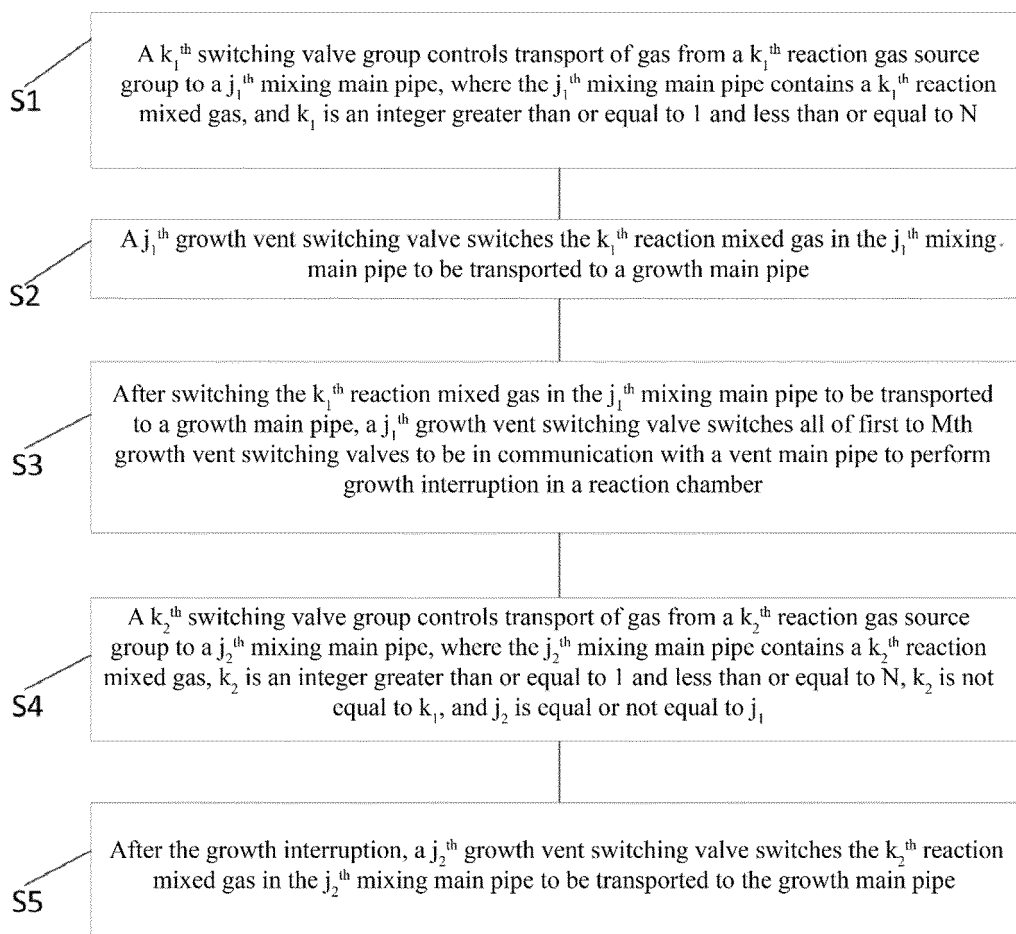 A k₁ᵗʰ switching valve group controls transport of gas from a k₁ᵗʰ reaction gas source
group to a j₁ᵗʰ mixing main pipe, where the j₁ᵗʰ mixing main pipe contains a k₁ᵗʰ reaction
mixed gas, and k₁ is an integer greater than or equal to 1 and less than or equal to N
S1
A j₁ᵗʰ growth vent switching valve switches the k₁ᵗʰ reaction mixed gas in the j₁ᵗʰ mixing
main pipe to be transported to a growth main pipe
S2
After switching the k₁ᵗʰ reaction mixed gas in the j₁ᵗʰ mixing main pipe to be transported
to a growth main pipe, a j₁ᵗʰ growth vent switching valve switches all of first to Mth
growth vent switching valves to be in communication with a vent main pipe to perform
growth interruption in a reaction chamber
S3
A k₂ᵗʰ switching valve group controls transport of gas from a k₂ᵗʰ reaction gas source
group to a j₂ᵗʰ mixing main pipe, where the j₂ᵗʰ mixing main pipe contains a k₂ᵗʰ reaction
mixed gas, k₂ is an integer greater than or equal to 1 and less than or equal to N, k₂ is not
equal to k₁, and j₂ is equal or not equal to j₁
S4
After the growth interruption, a j₂ᵗʰ growth vent switching valve switches the k₂ᵗʰ reaction
mixed gas in the j₂ᵗʰ mixing main pipe to be transported to the growth main pipe
S5